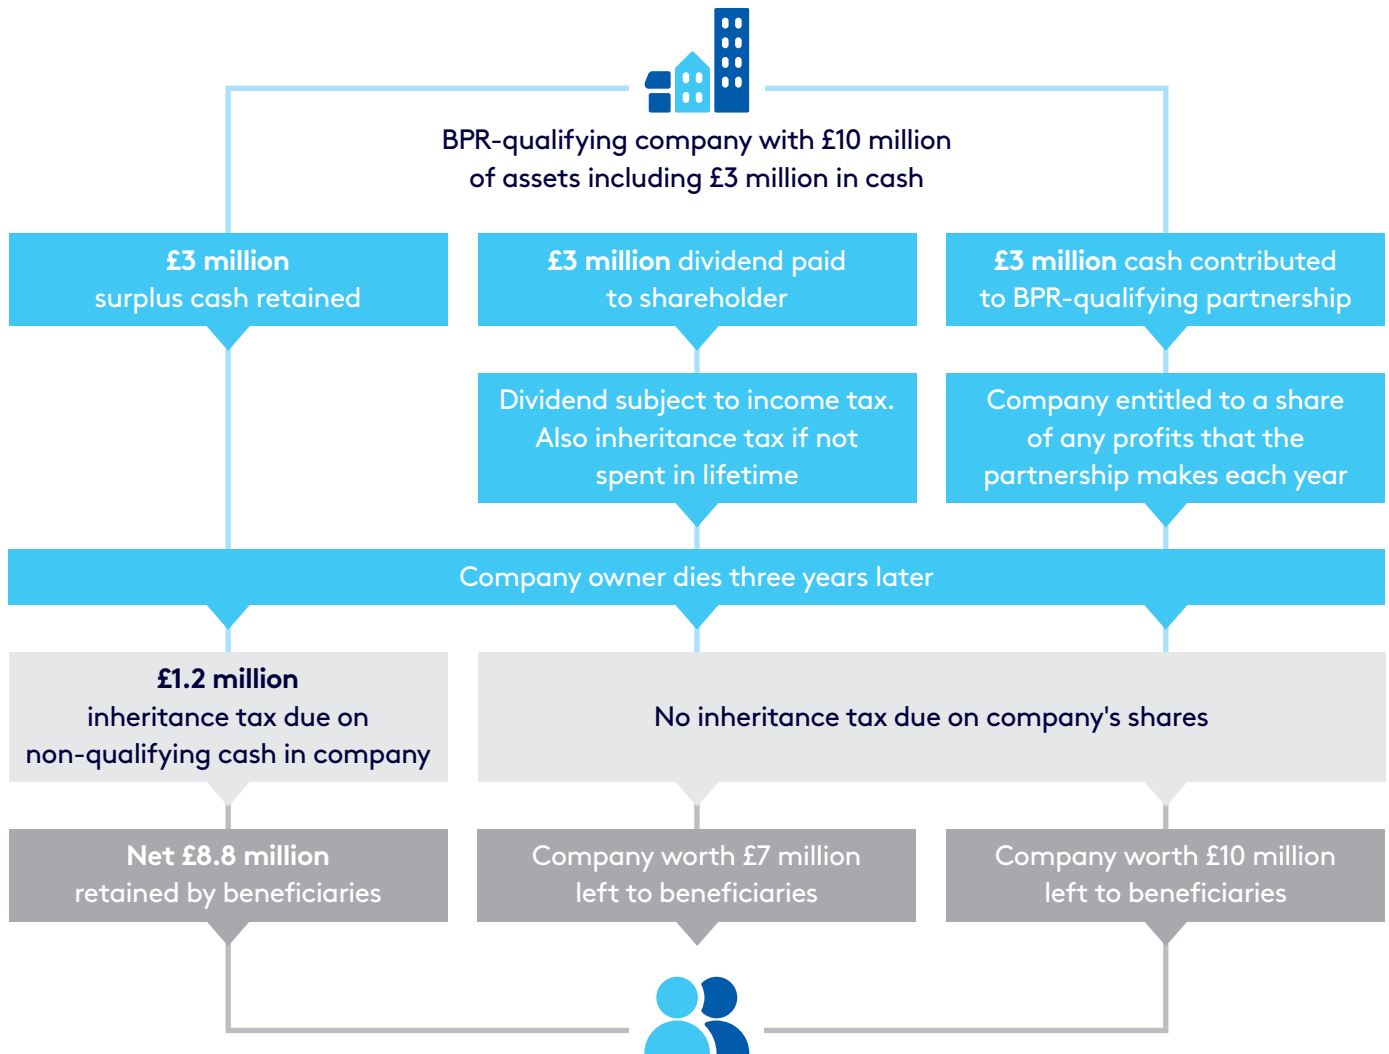 BPR-qualifying company with £10 million
of assets including £3 million in cash
£3 million
surplus cash retained
£3 million dividend paid
to shareholder
£3 million cash contributed
to BPR-qualifying partnership
Dividend subject to income tax.
Also inheritance tax if not
spent in lifetime
Company entitled to a share
of any profits that the
partnership makes each year
Company owner dies three years later
£1.2 million
inheritance tax due on
non-qualifying cash in company
No inheritance tax due on company's shares
Net £8.8 million
retained by beneficiaries
Company worth £7 million
left to beneficiaries
Company worth £10 million
left to beneficiaries